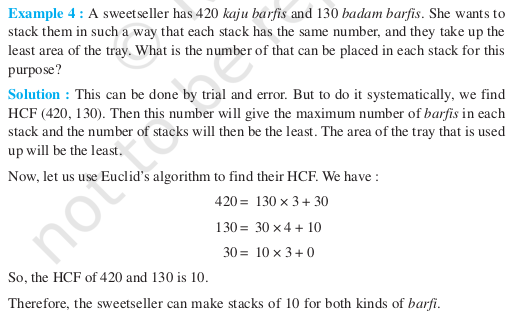 Example 4 : A sweetseller has 420 kaju barfis and 130 badam barfis. She wants to
stack them in such a way that each stack has the same number, and they take up the
least area of the tray. What is the number of that can be placed in each stack for this
purpose?
Solution : This can be done by trial and error. But to do it systematically, we find
HCF (420, 130). Then this number will give the maximum number of barfis in each
stack and the number of stacks will then be the least. The area of the tray that is used
up will be the least.
Now, let us use Euclid's algorithm to find their HCF. We have :
420 = 130 × 3 + 30
130 = 30 × 4 + 10
30 = 10 × 3 + 0
So, the HCF of 420 and 130 is 10.
Therefore, the sweetseller can make stacks of 10 for both kinds of barfi.
not to be re
©